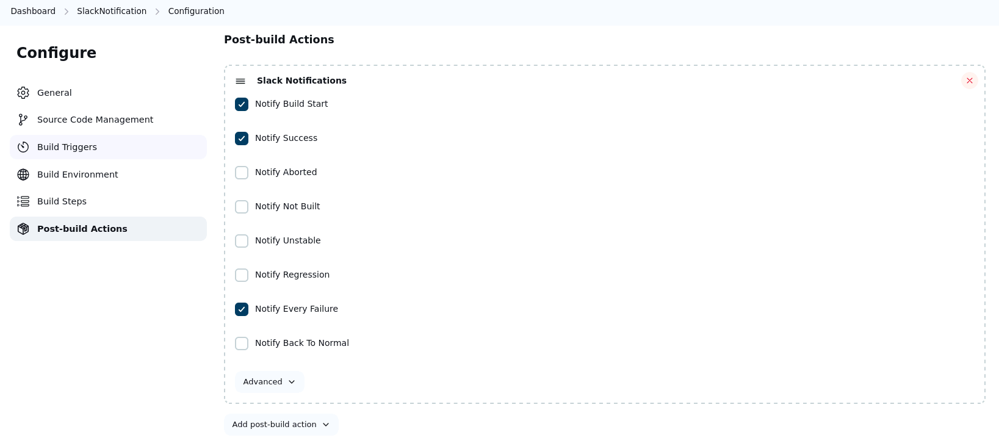 Dashboard SlackNotification Configuration
Configure
General
Source Code Management
Build Triggers
Build Environment
Build Steps
Post-build Actions
Post-build Actions
Slack Notifications
Notify Build Start
Notify Success
Notify Aborted
Notify Not Built
Notify Unstable
Notify Regression
Notify Every Failure
Notify Back To Normal
Advanced
Add post-build action